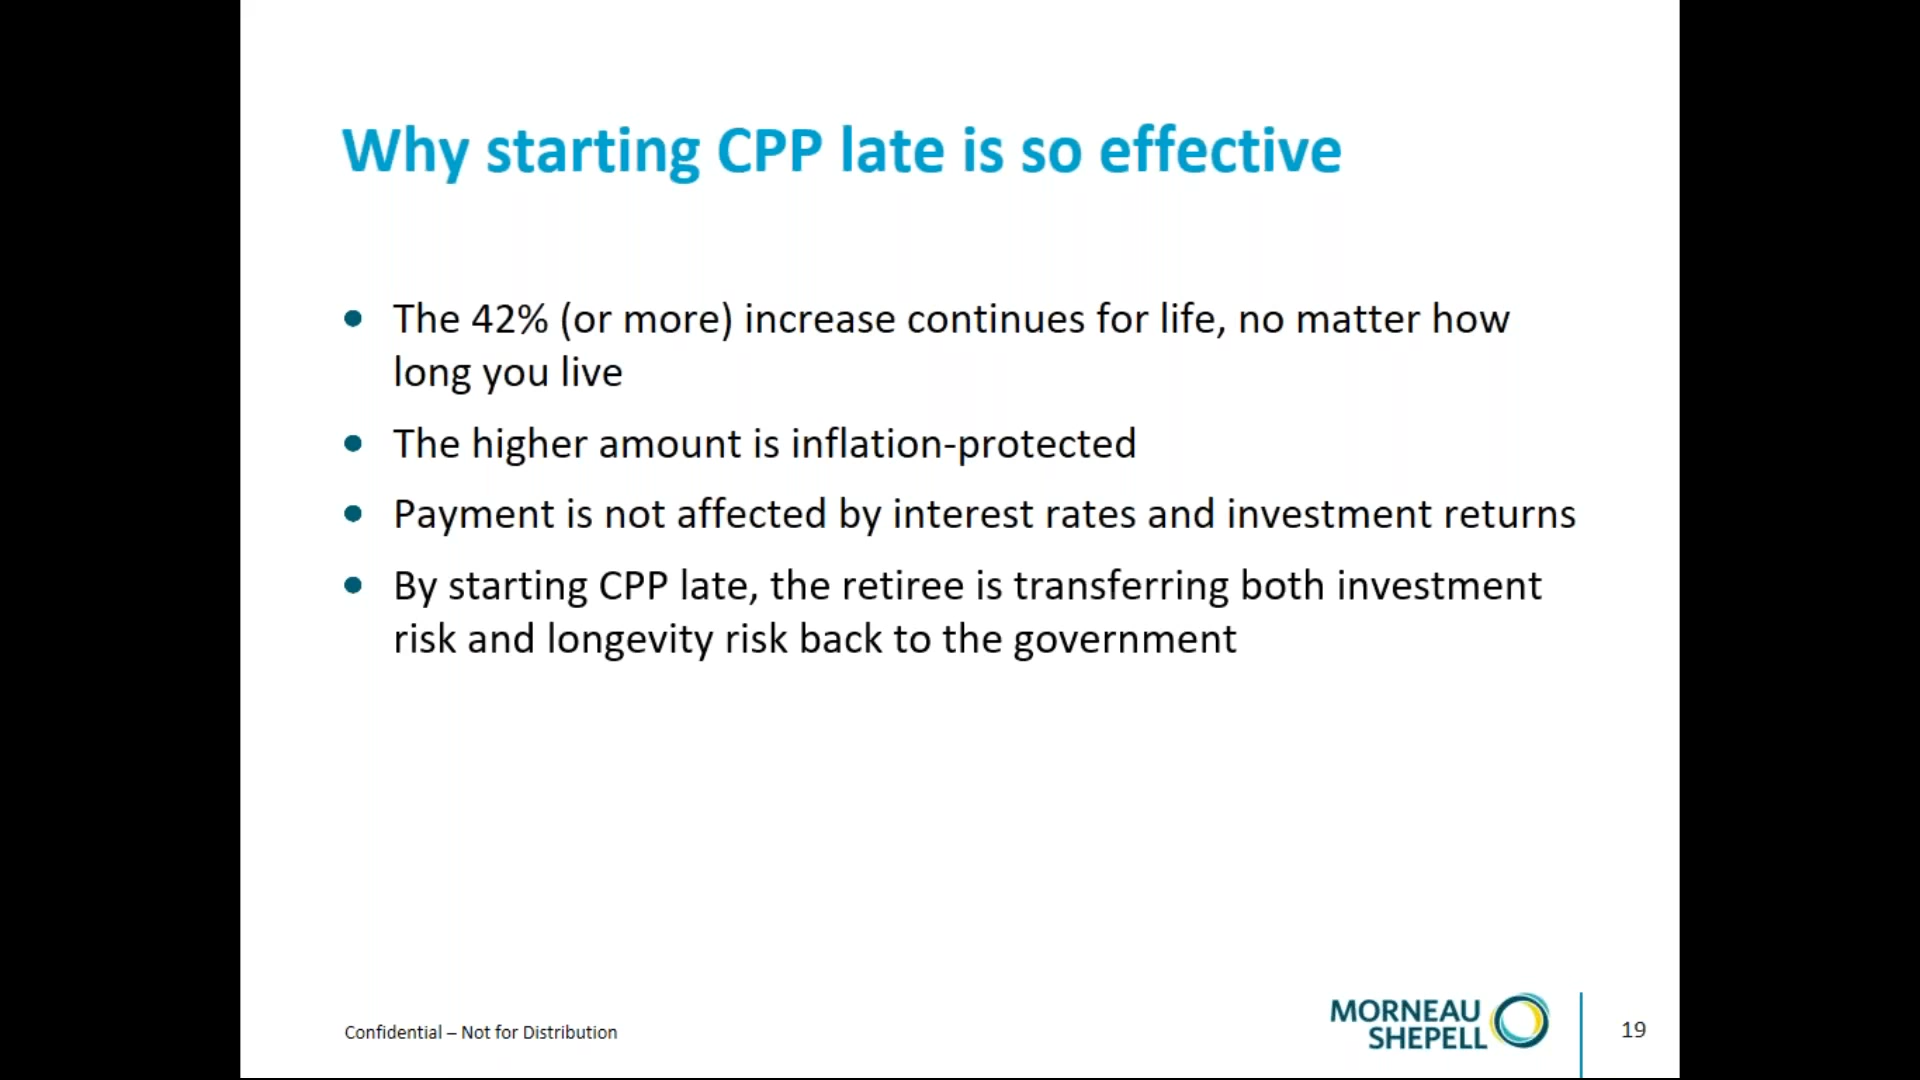 Why starting CPP late is so effective
• The 42% (or more) increase continues for life, no matter how
long you live
• The higher amount is inflation-protected
• Payment is not affected by interest rates and investment returns
• By starting CPP late, the retiree is transferring both investment
risk and longevity risk back to the government
Confidential – Not for Distribution
MORNEAU
SHEPELL
19